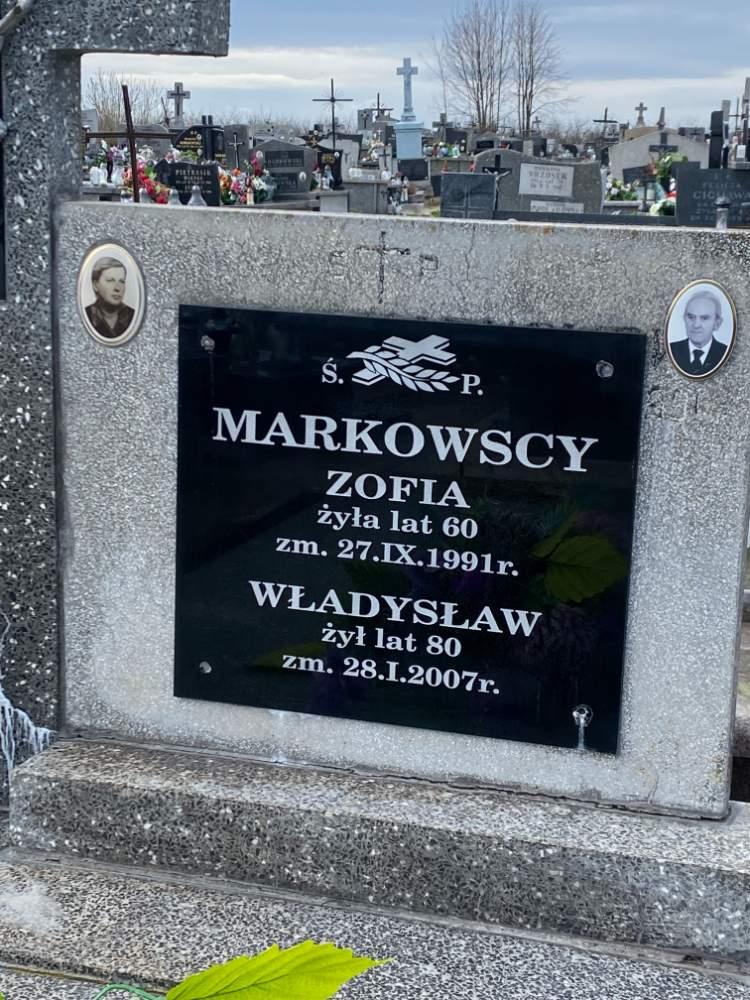 Ś. P.
MARKOWSCY
ZOFIA
żyła lat 60
zm. 27.IX.1991r.
WŁADYSŁAW
żył lat 80
zm. 28.I.2007r.